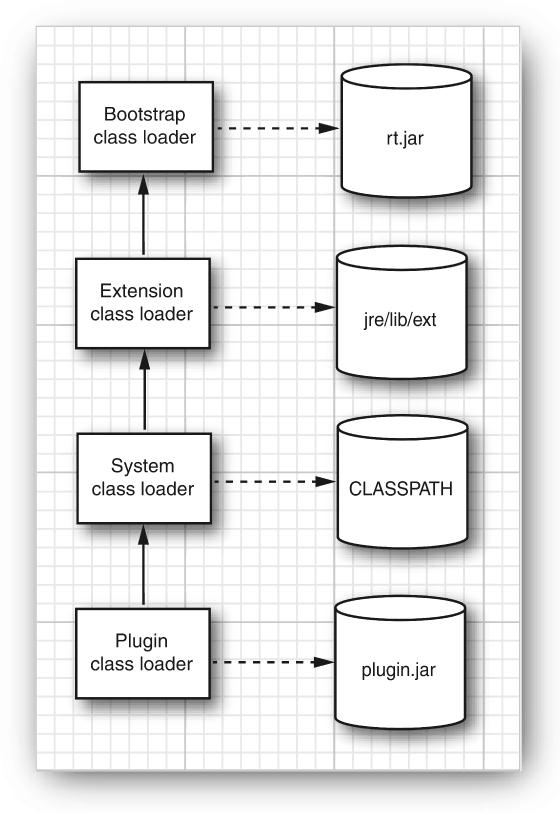 Bootstrap
class loader
rt.jar
Extension
class loader
jre/lib/ext
System
class loader
CLASSPATH
Plugin
class loader
plugin.jar